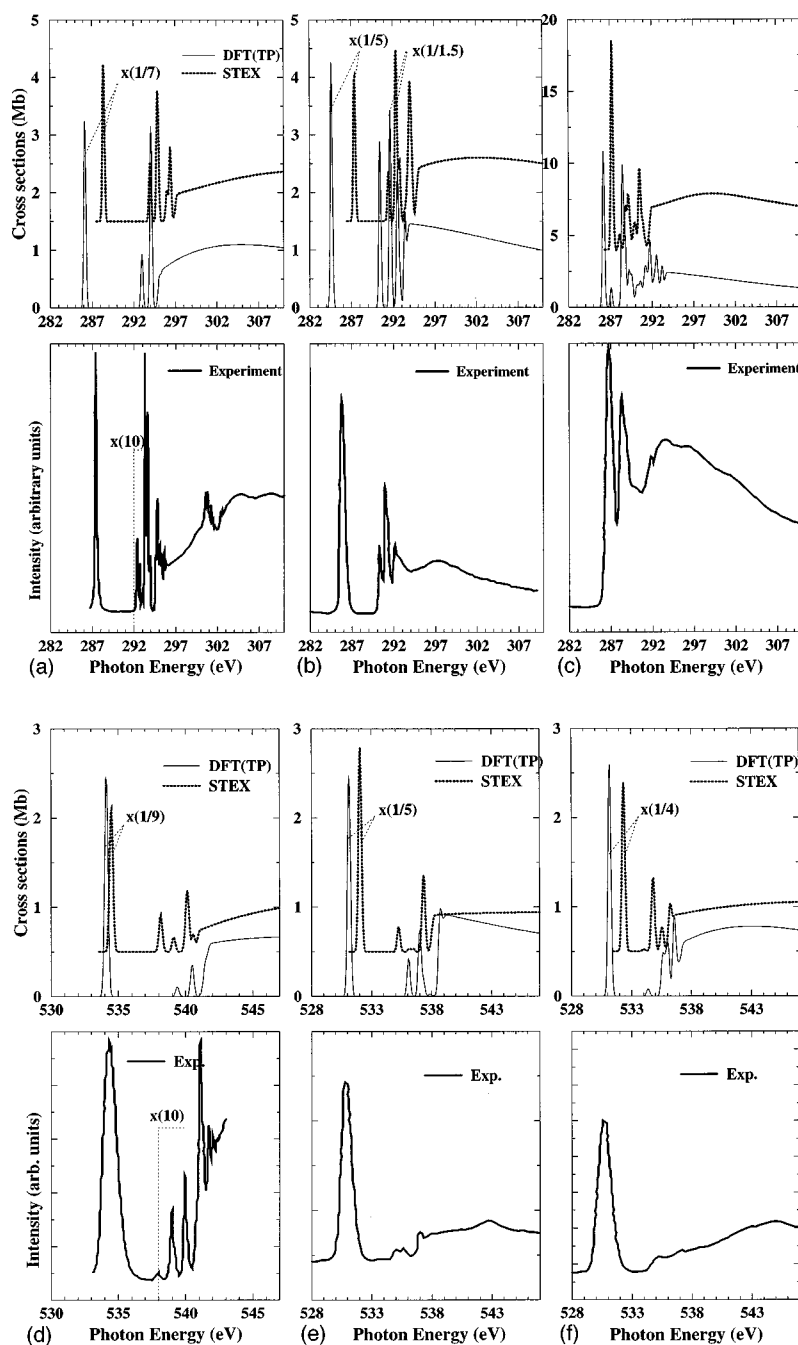 5 5 20
DFT(TP)
STEX
x(1/7)
x(1/5)
x(1/1.5)
4 4
15
3 3
10
2 2
5
1 1
0 0 0
Cross sections (Mb)
282 287 292 297 302 307 282 287 292 297 302 307 282 287 292 297 302 307
Experiment Experiment Experiment
x(10)
Intensity (arbitrary units)
282 287 292 297 302 307 282 287 292 297 302 307 282 287 292 297 302 307
(a) Photon Energy (eV) (b) Photon Energy (eV) (c) Photon Energy (eV)
3 3 3
DFT(TP) DFT(TP) DFT(TP)
STEX STEX STEX
x(1/9) x(1/5) x(1/4)
2 2 2
1 1 1
0 0 0
Cross sections (Mb)
530 535 540 545 528 533 538 543 528 533 538 543
Exp. Exp. Exp.
x(10)
Intensity (arb. units)
530 535 540 545 528 533 538 543 528 533 538 543
(d) Photon Energy (eV) (e) Photon Energy (eV) (f) Photon Energy (eV)